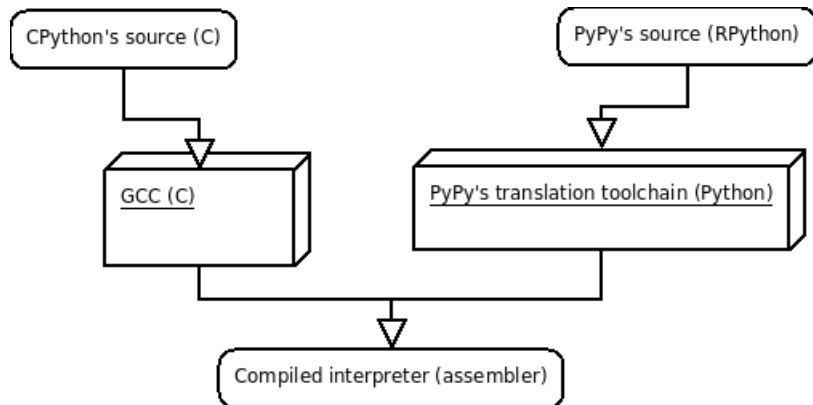 CPython's source (C)
PyPy's source (RPython)
GCC (C)
PyPy's translation toolchain (Python)
Compiled interpreter (assembler)